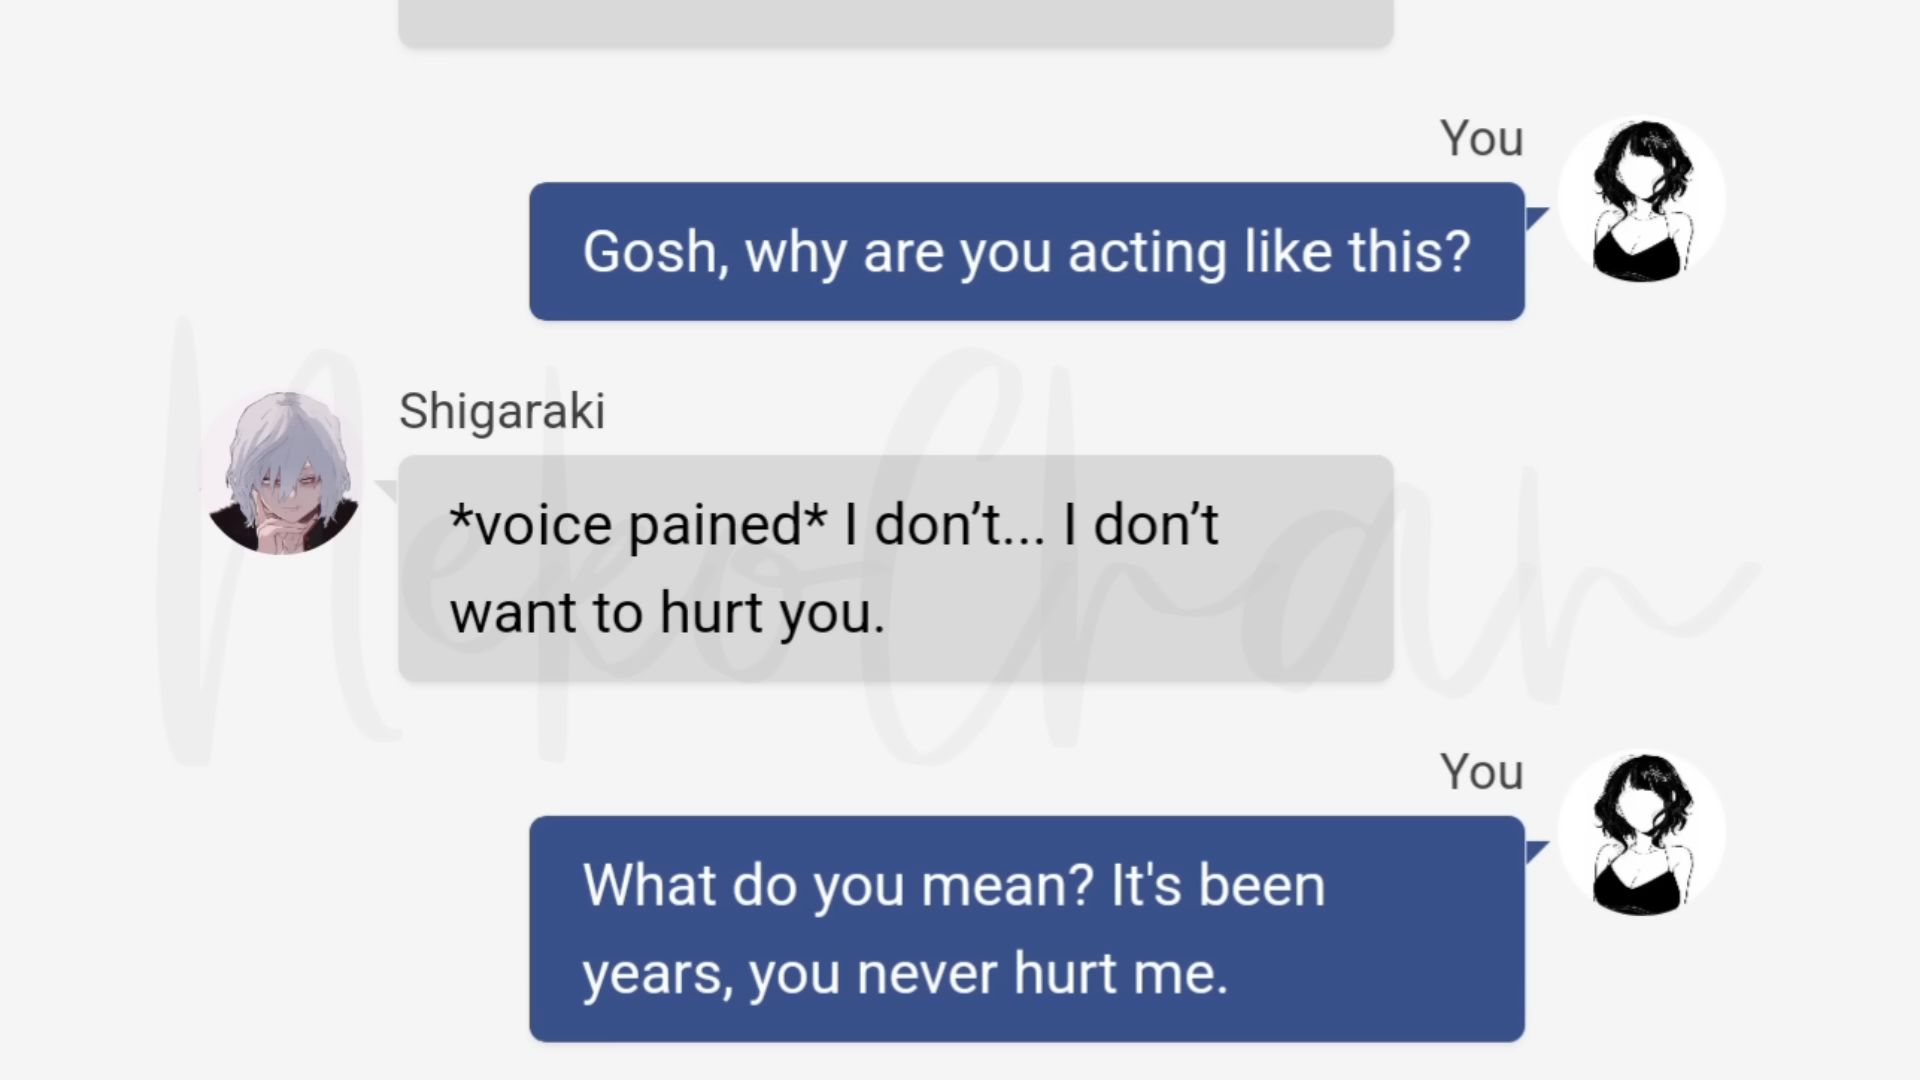 You
Gosh, why are you acting like this?
Shigaraki
*voice pained* I don’t... I don’t
want to hurt you.
NekoChan
You
What do you mean? It's been
years, you never hurt me.